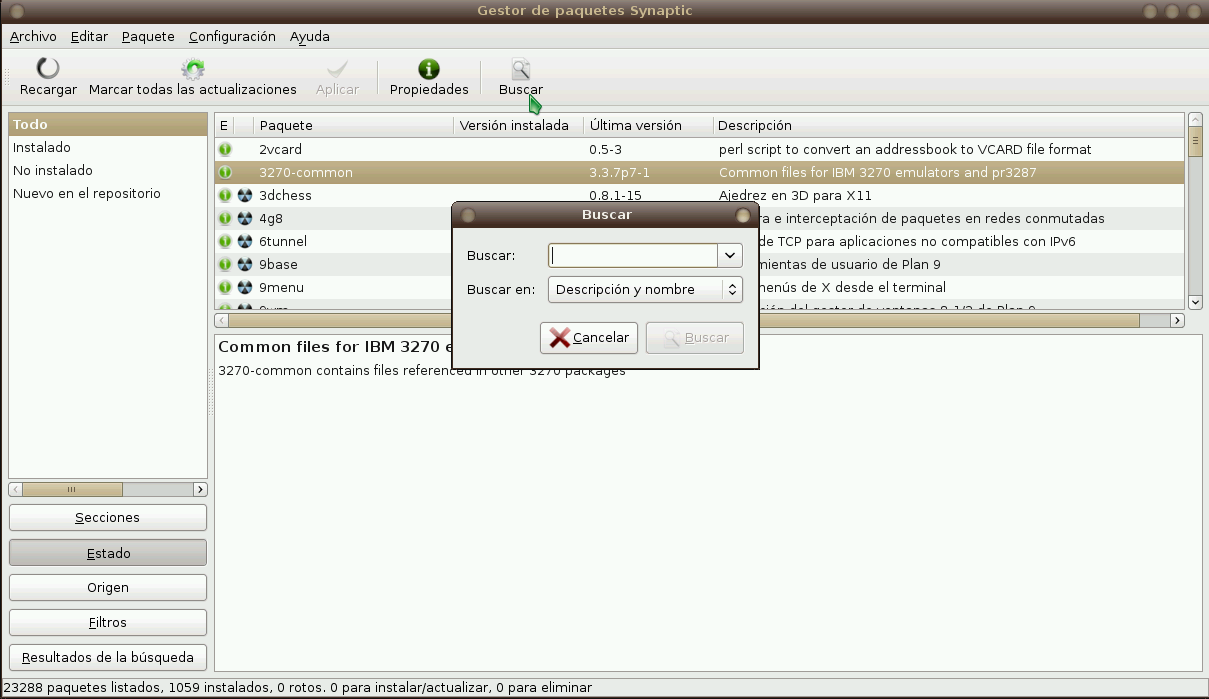 Gestor de paquetes Synaptic
Archivo Editar Paquete Configuración Ayuda
Recargar Marcar todas las actualizaciones Aplicar Propiedades Buscar
Todo
Instalado
No instalado
Nuevo en el repositorio
E Paquete Versión instalada Última versión Descripción
2vcard 0.5-3 perl script to convert an addressbook to VCARD file format
3270-common 3.3.7p7-1 Common files for IBM 3270 emulators and pr3287
3dchess 0.8.1-15 Ajedrez en 3D para X11
4g8 e interceptación de paquetes en redes conmutadas
6tunnel de TCP para aplicaciones no compatibles con IPv6
9base de usuario de Plan 9
9menu de X desde el terminal
Buscar
Buscar:
Buscar en: Descripción y nombre
Cancelar Buscar
Common files for IBM 3270
3270-common contains files referenced in other 3270 packages
Secciones
Estado
Origen
Filtros
Resultados de la búsqueda
23288 paquetes listados, 1059 instalados, 0 rotos. 0 para instalar/actualizar, 0 para eliminar